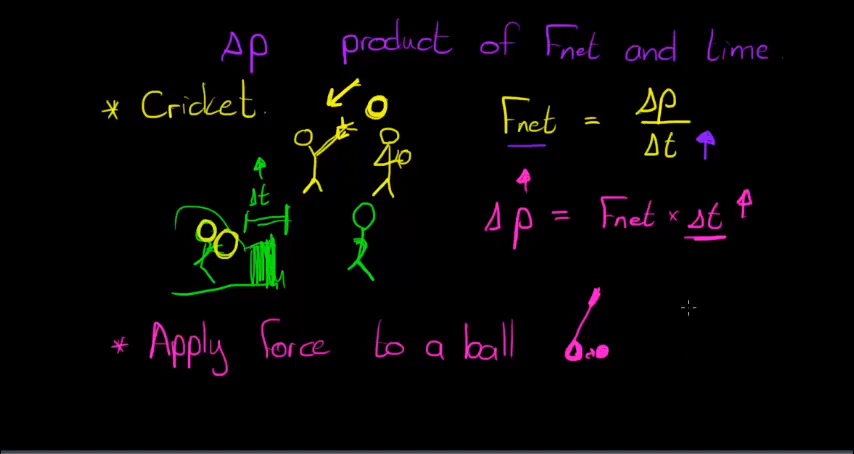 Δp product of Fnet and time.
* Cricket.
Fnet = Δp / Δt ↑
↑
Δt
Δp = Fnet × Δt ↑
* Apply Force to a ball